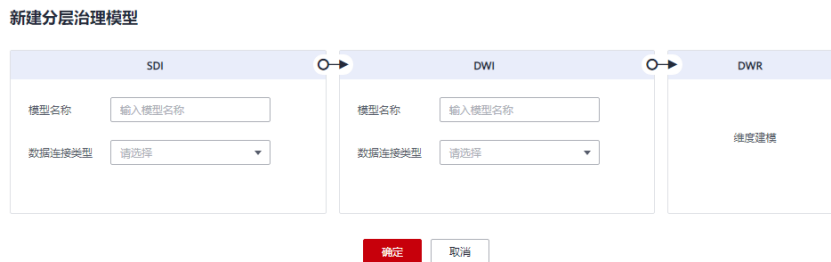 新建分层治理模型
SDI
DWI
DWR
模型名称
输入模型名称
模型名称
输入模型名称
维度建模
数据连接类型
请选择
数据连接类型
请选择
确定
取消